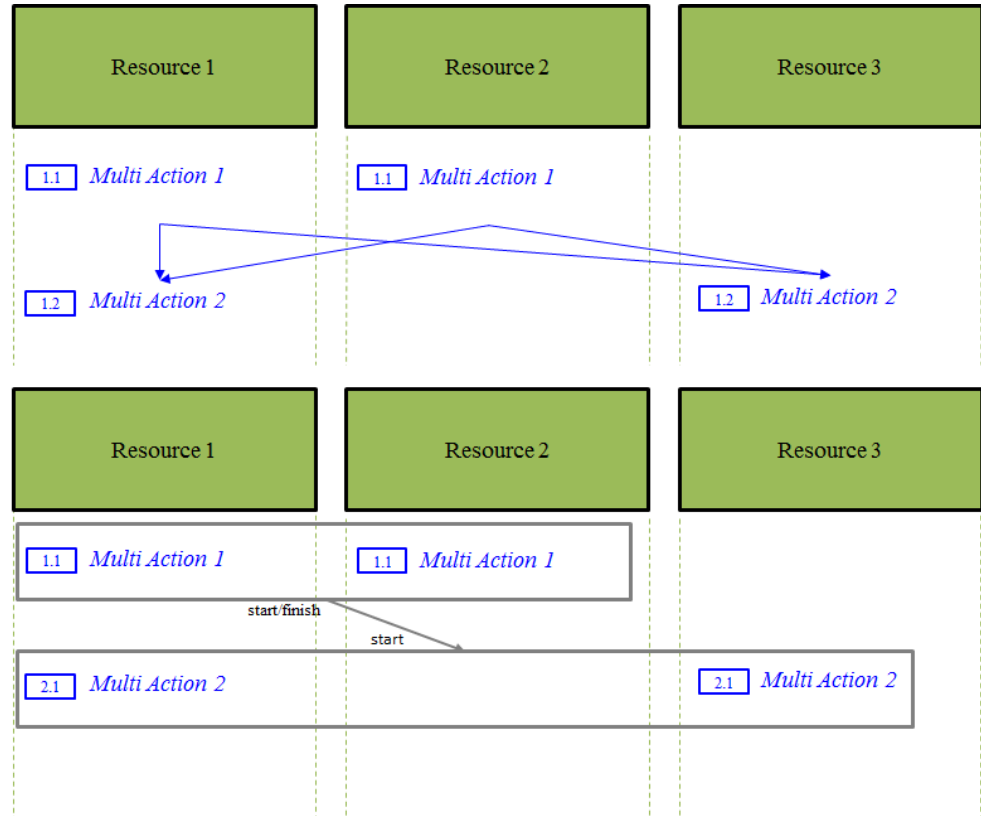 Resource 1 Resource 2 Resource 3
1.1 Multi Action 1 1.1 Multi Action 1
1.2 Multi Action 2 1.2 Multi Action 2
Resource 1 Resource 2 Resource 3
1.1 Multi Action 1 1.1 Multi Action 1
start/finish
start
2.1 Multi Action 2 2.1 Multi Action 2